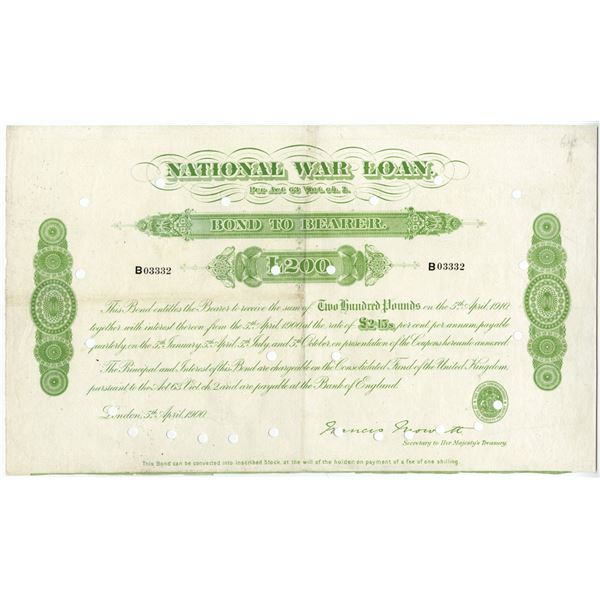 NATIONAL WAR LOAN.
Per Act 63 Vict. ch. 2.
BOND TO BEARER.
£200
B03332 B03332
This Bond entitles the Bearer to receive the sum of Two Hundred Pounds on the 5th April, 1910,
together with interest thereon from the 5th April 1900 at the rate of £2·15s per cent per annum, payable
quarterly on the 5th January, 5th April, 5th July, and 5th October, on presentation of the Coupons hereunto annexed.
The Principal and Interest of this Bond are chargeable on the Consolidated Fund of the United Kingdom,
pursuant to the Act 63 Vict. ch. 2 and are payable at the Bank of England.
London, 5th April, 1900.
Francis Mowatt
Secretary to Her Majesty's Treasury.
This Bond can be converted into Inscribed Stock, at the will of the holder, on payment of a fee of one shilling.